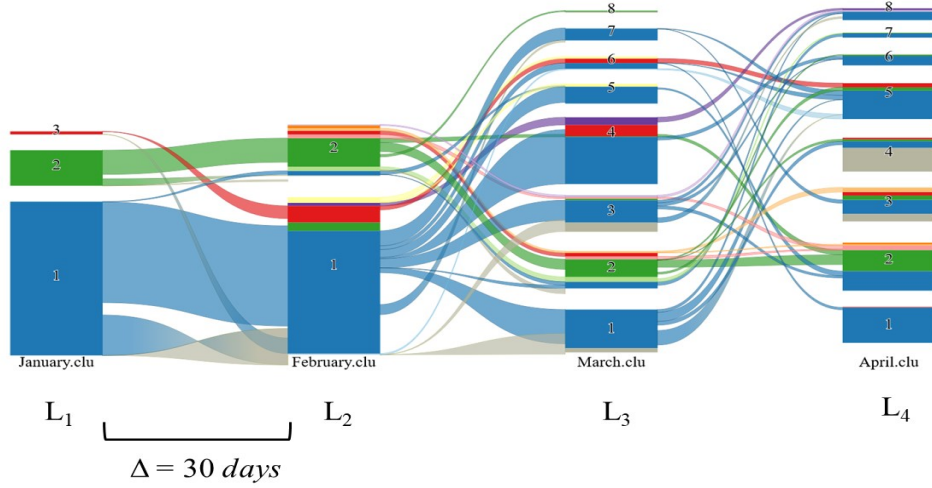 3
2
1
January.clu
2
1
February.clu
8
7
6
5
4
3
2
1
March.clu
8
7
6
5
4
3
2
1
April.clu
L₁
L₂
L₃
L₄
Δ = 30 days